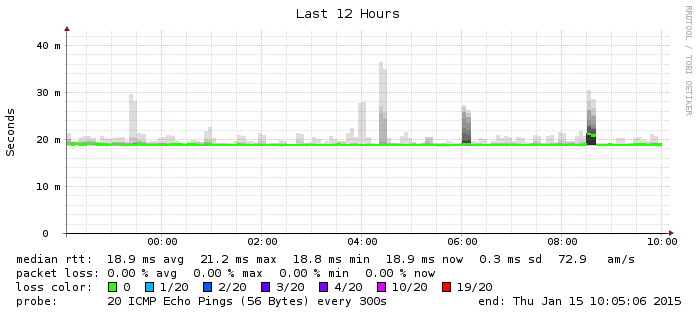 Last 12 Hours
RRDTOOL / TOBI OETIKER
Seconds
40 m
30 m
20 m
10 m
0
00:00 02:00 04:00 06:00 08:00 10:00
median rtt: 18.9 ms avg 21.2 ms max 18.8 ms min 18.9 ms now 0.3 ms sd 72.9 am/s
packet loss: 0.00 % avg 0.00 % max 0.00 % min 0.00 % now
loss color: 0 1/20 2/20 3/20 4/20 10/20 19/20
probe: 20 ICMP Echo Pings (56 Bytes) every 300s end: Thu Jan 15 10:05:06 2015